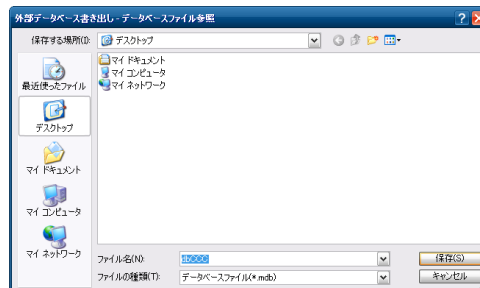 外部データベース書き出し - データベースファイル参照
保存する場所(I):
デスクトップ
最近使ったファイル
デスクトップ
マイ ドキュメント
マイ コンピュータ
マイ ネットワーク
マイ ドキュメント
マイ コンピュータ
マイ ネットワーク
ファイル名(N):
dbCCC
保存(S)
ファイルの種類(T):
データベースファイル(*.mdb)
キャンセル